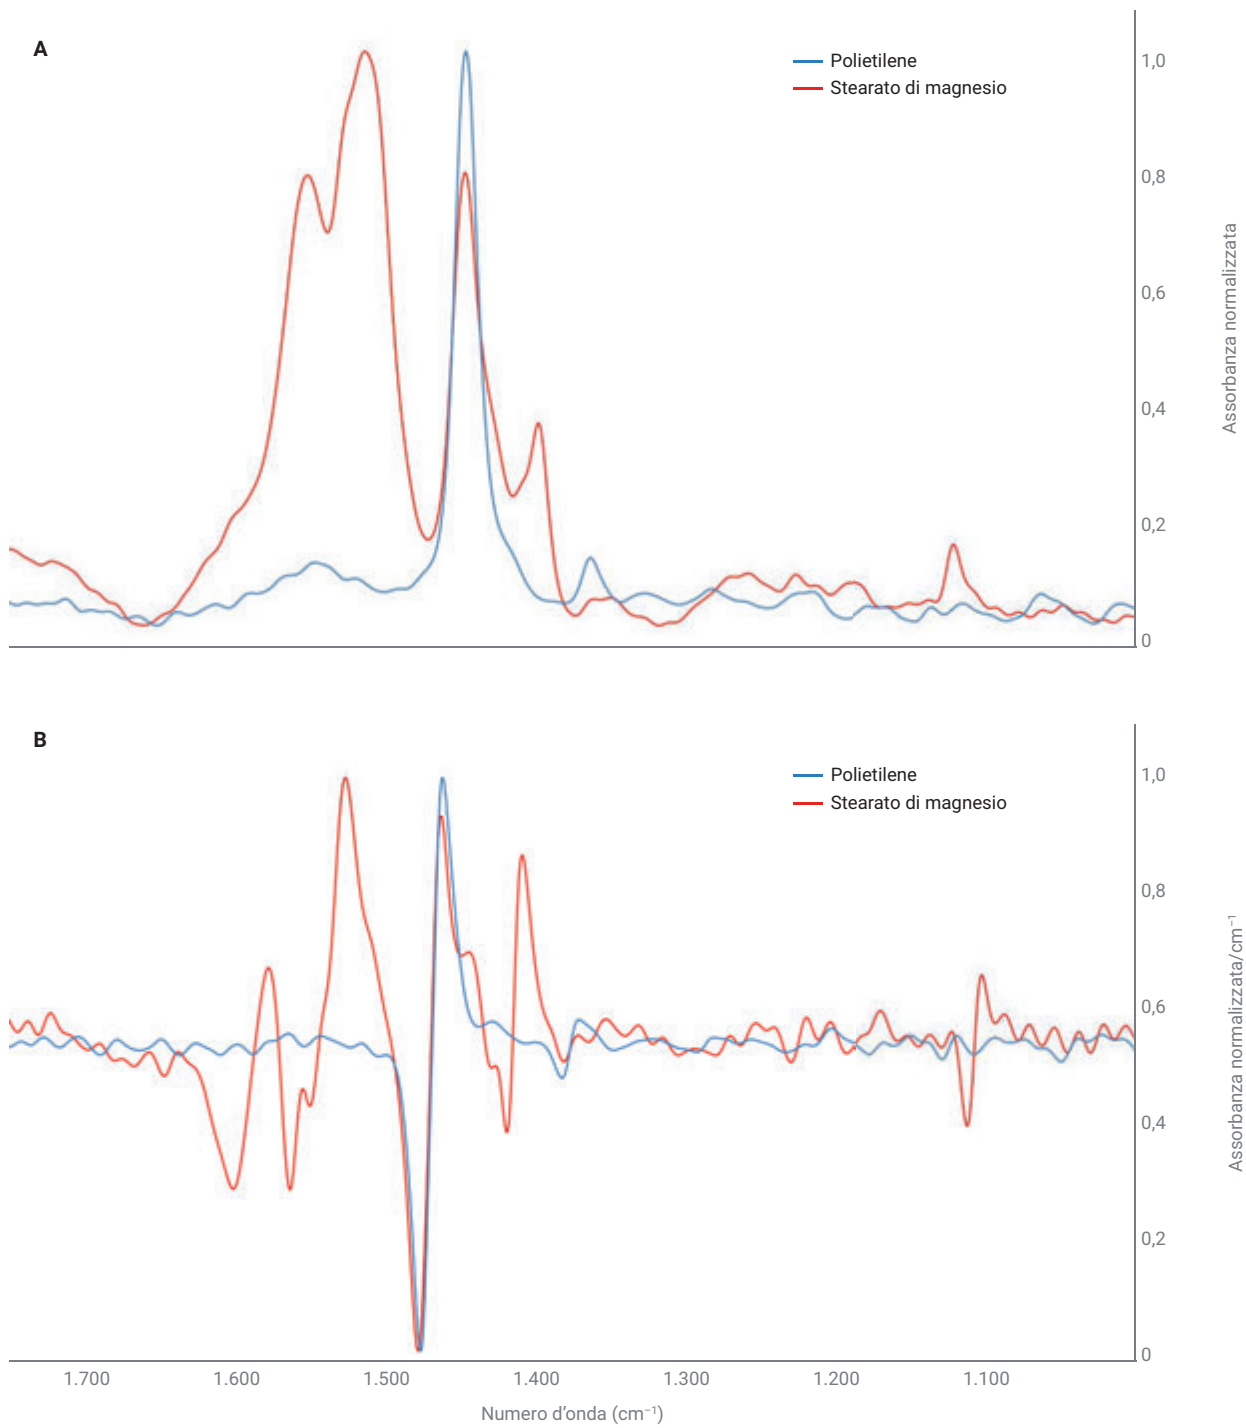 A
Polietilene
Stearato di magnesio
1,0
0,8
0,6
0,4
0,2
0
Assorbanza normalizzata
B
Polietilene
Stearato di magnesio
1,0
0,8
0,6
0,4
0,2
0
Assorbanza normalizzata/cm⁻¹
1.700 1.600 1.500 1.400 1.300 1.200 1.100
Numero d'onda (cm⁻¹)